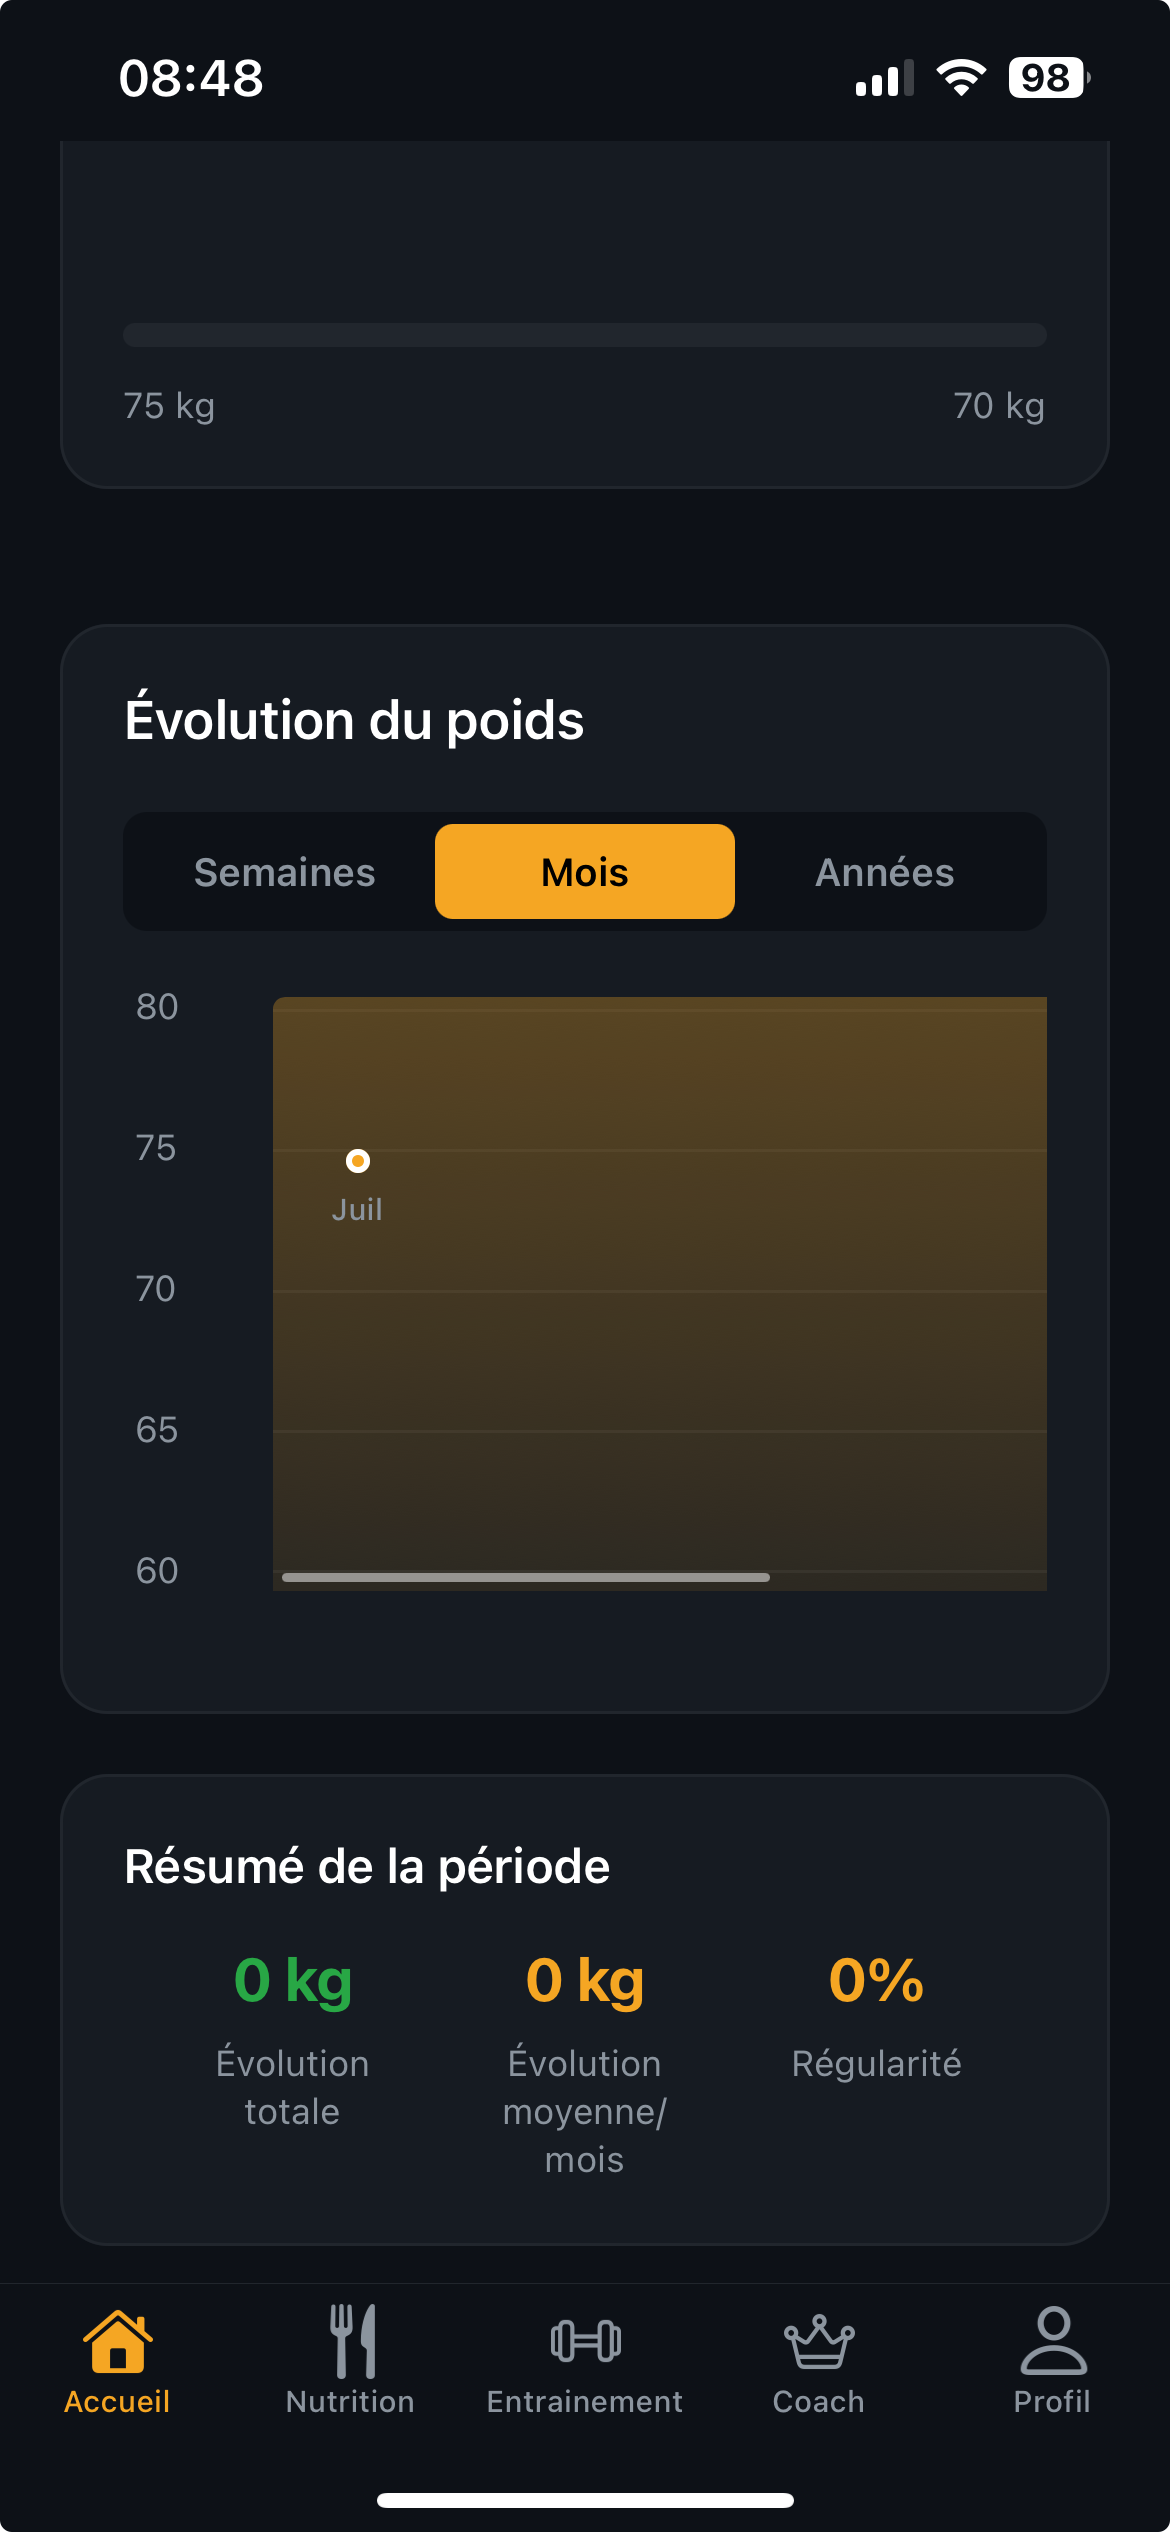 08:48
98
75 kg
70 kg
Évolution du poids
Semaines
Mois
Années
80
75
Juil
70
65
60
Résumé de la période
0 kg
0 kg
0%
Évolution
totale
Évolution
moyenne/
mois
Régularité
Accueil
Nutrition
Entrainement
Coach
Profil